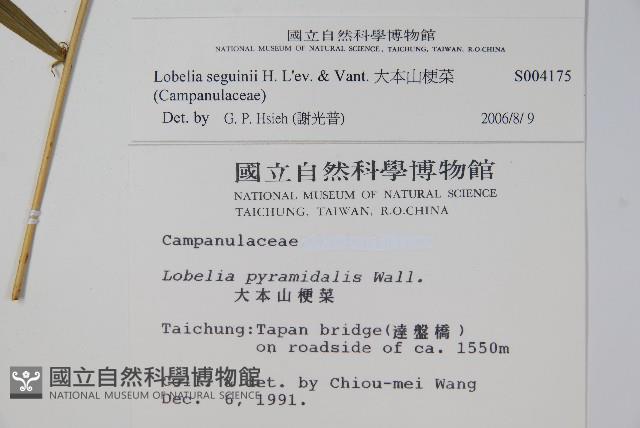 國立自然科學博物館
NATIONAL MUSEUM OF NATURAL SCIENCE, TAICHUNG, TAIWAN, R.O.CHINA
Lobelia seguinii H. L'ev. & Vant. 大本山梗菜 S004175
(Campanulaceae)
Det. by G. P. Hsieh (謝光普) 2006/8/9
國立自然科學博物館
NATIONAL MUSEUM OF NATURAL SCIENCE
TAICHUNG, TAIWAN, R.O.CHINA
Campanulaceae
Lobelia pyramidalis Wall.
大本山梗菜
Taichung:Tapan bridge(達盤橋)
on roadside of ca. 1550m
& det. by Chiou-mei Wang
Dec. 6, 1991.
國立自然科學博物館
NATIONAL MUSEUM OF NATURAL SCIENCE